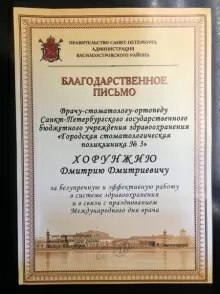 ПРАВИТЕЛЬСТВО САНКТ-ПЕТЕРБУРГА
АДМИНИСТРАЦИЯ
ВАСИЛЕОСТРОВСКОГО РАЙОНА
БЛАГОДАРСТВЕННОЕ
ПИСЬМО
Врачу-стоматологу-ортопеду
Санкт-Петербургского государственного
бюджетного учреждения здравоохранения
«Городская стоматологическая
поликлиника № 3»
ХОРУНЖИЮ
Дмитрию Дмитриевичу
за безупречную и эффективную работу
в системе здравоохранения
и в связи с празднованием
Международного дня врача